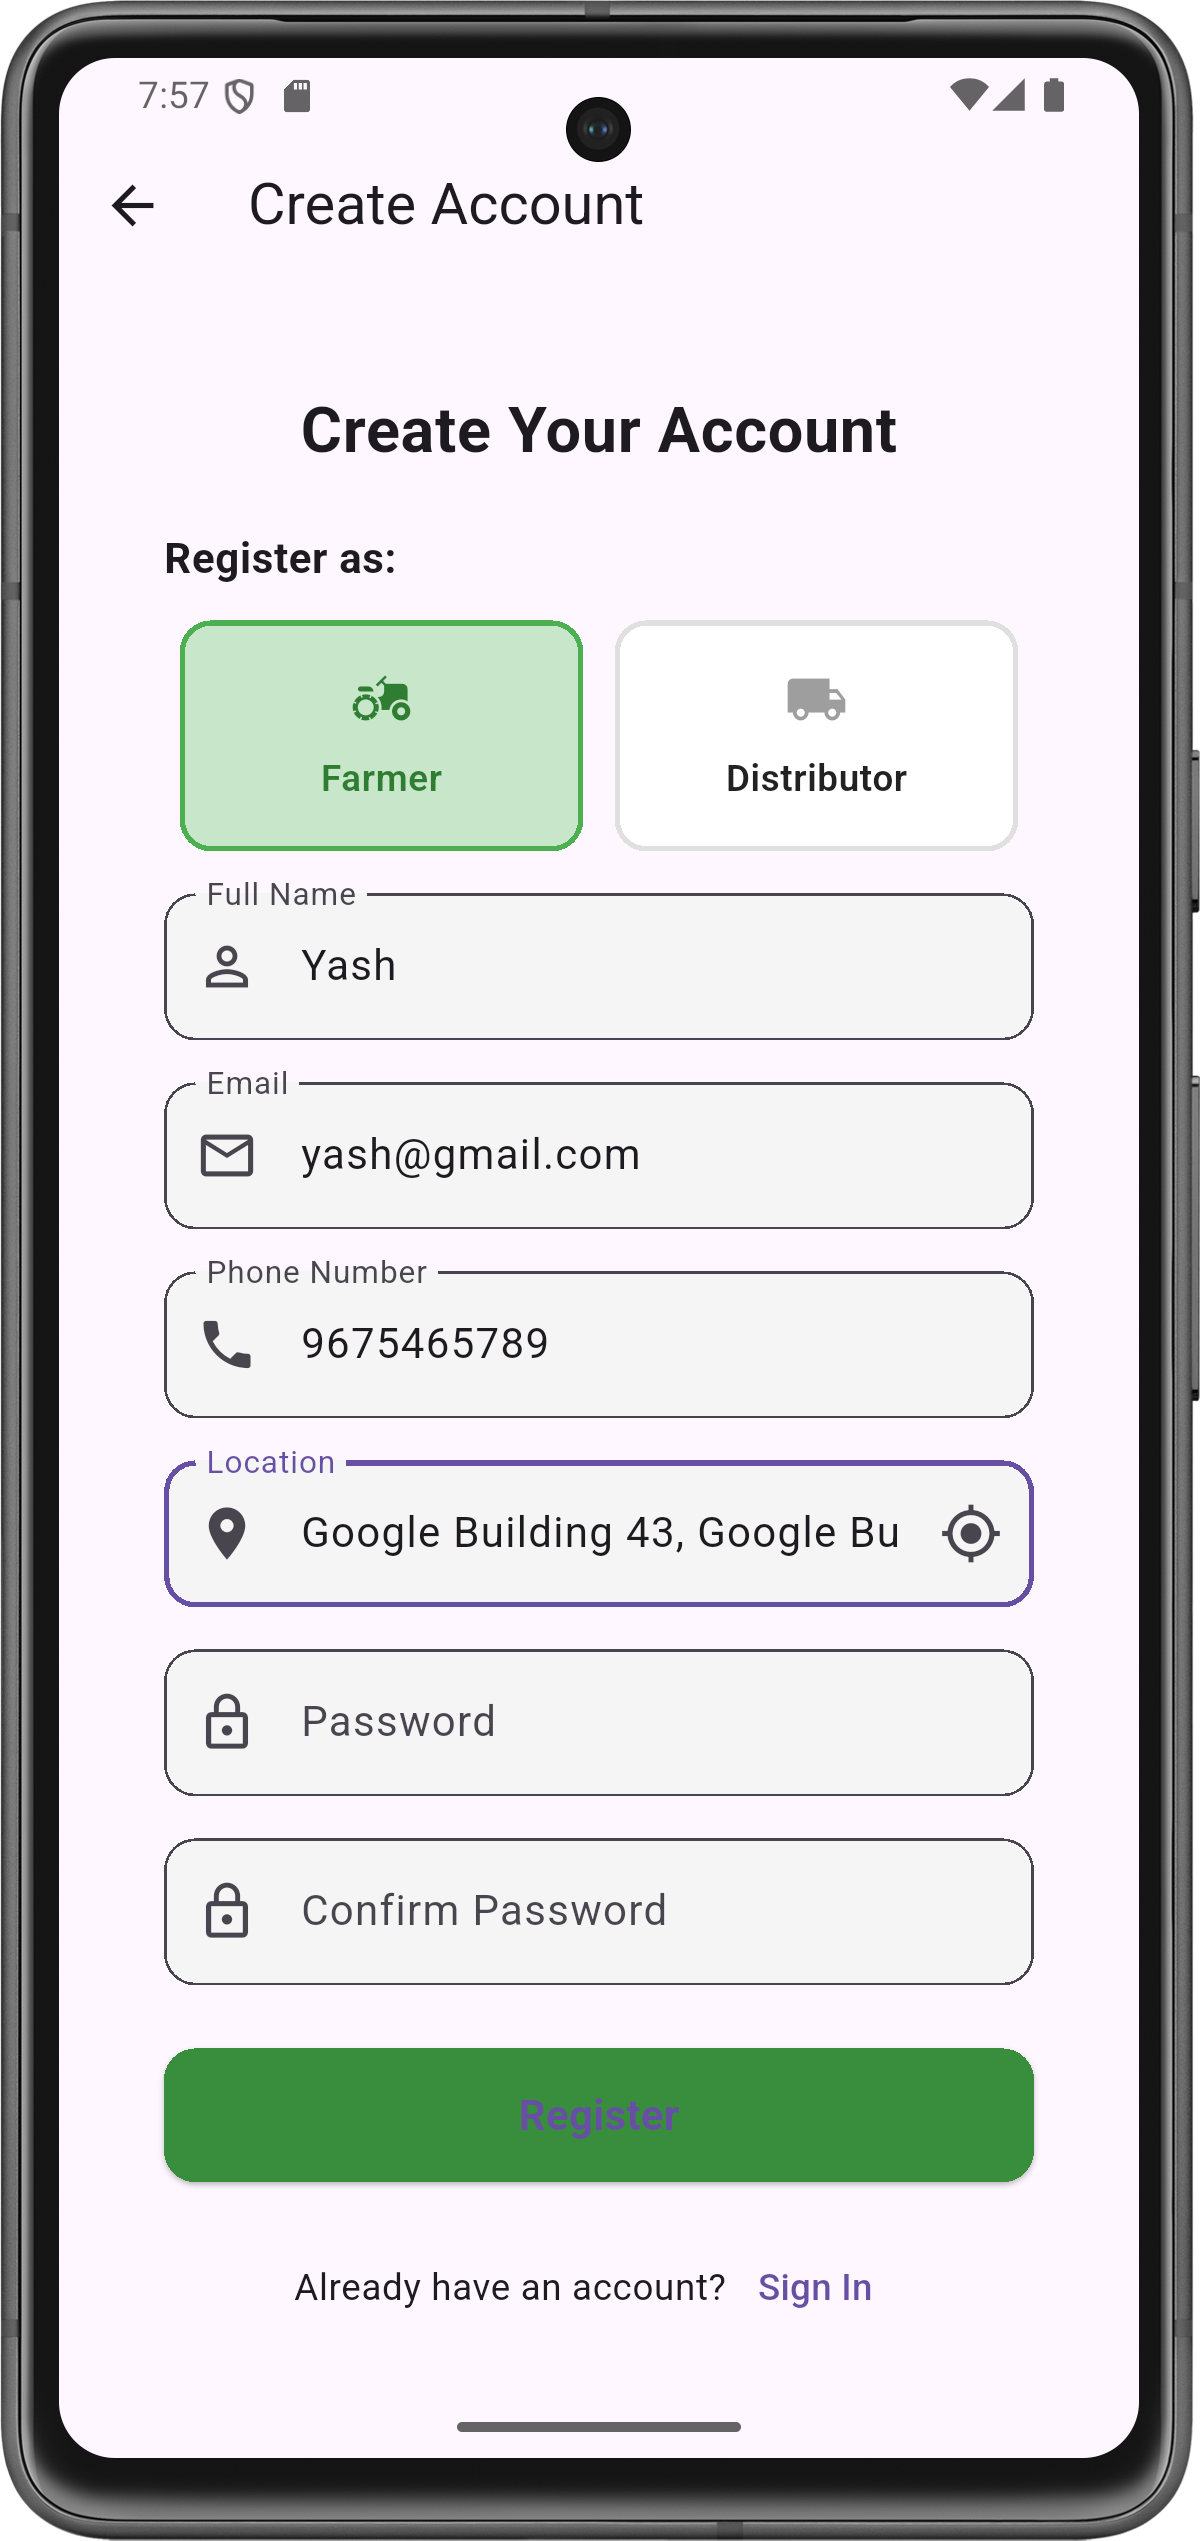 7:57
Create Account
Create Your Account
Register as:
Farmer
Distributor
Full Name
Yash
Email
yash@gmail.com
Phone Number
9675465789
Location
Google Building 43, Google Bu
Password
Confirm Password
Register
Already have an account? Sign In